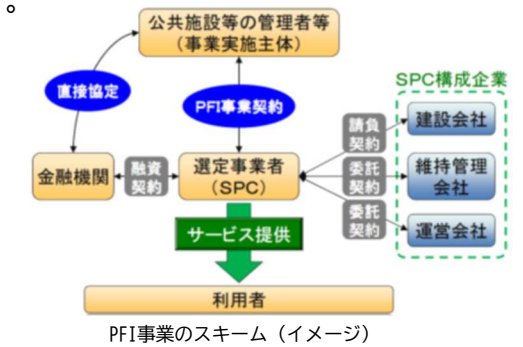 。
公共施設等の管理者等
（事業実施主体）
直接協定
PFI事業契約
SPC構成企業
請負
契約
建設会社
金融機関
融資
契約
選定事業者
（SPC）
委託
契約
維持管理
会社
委託
契約
運営会社
サービス提供
利用者
PFI事業のスキーム（イメージ）